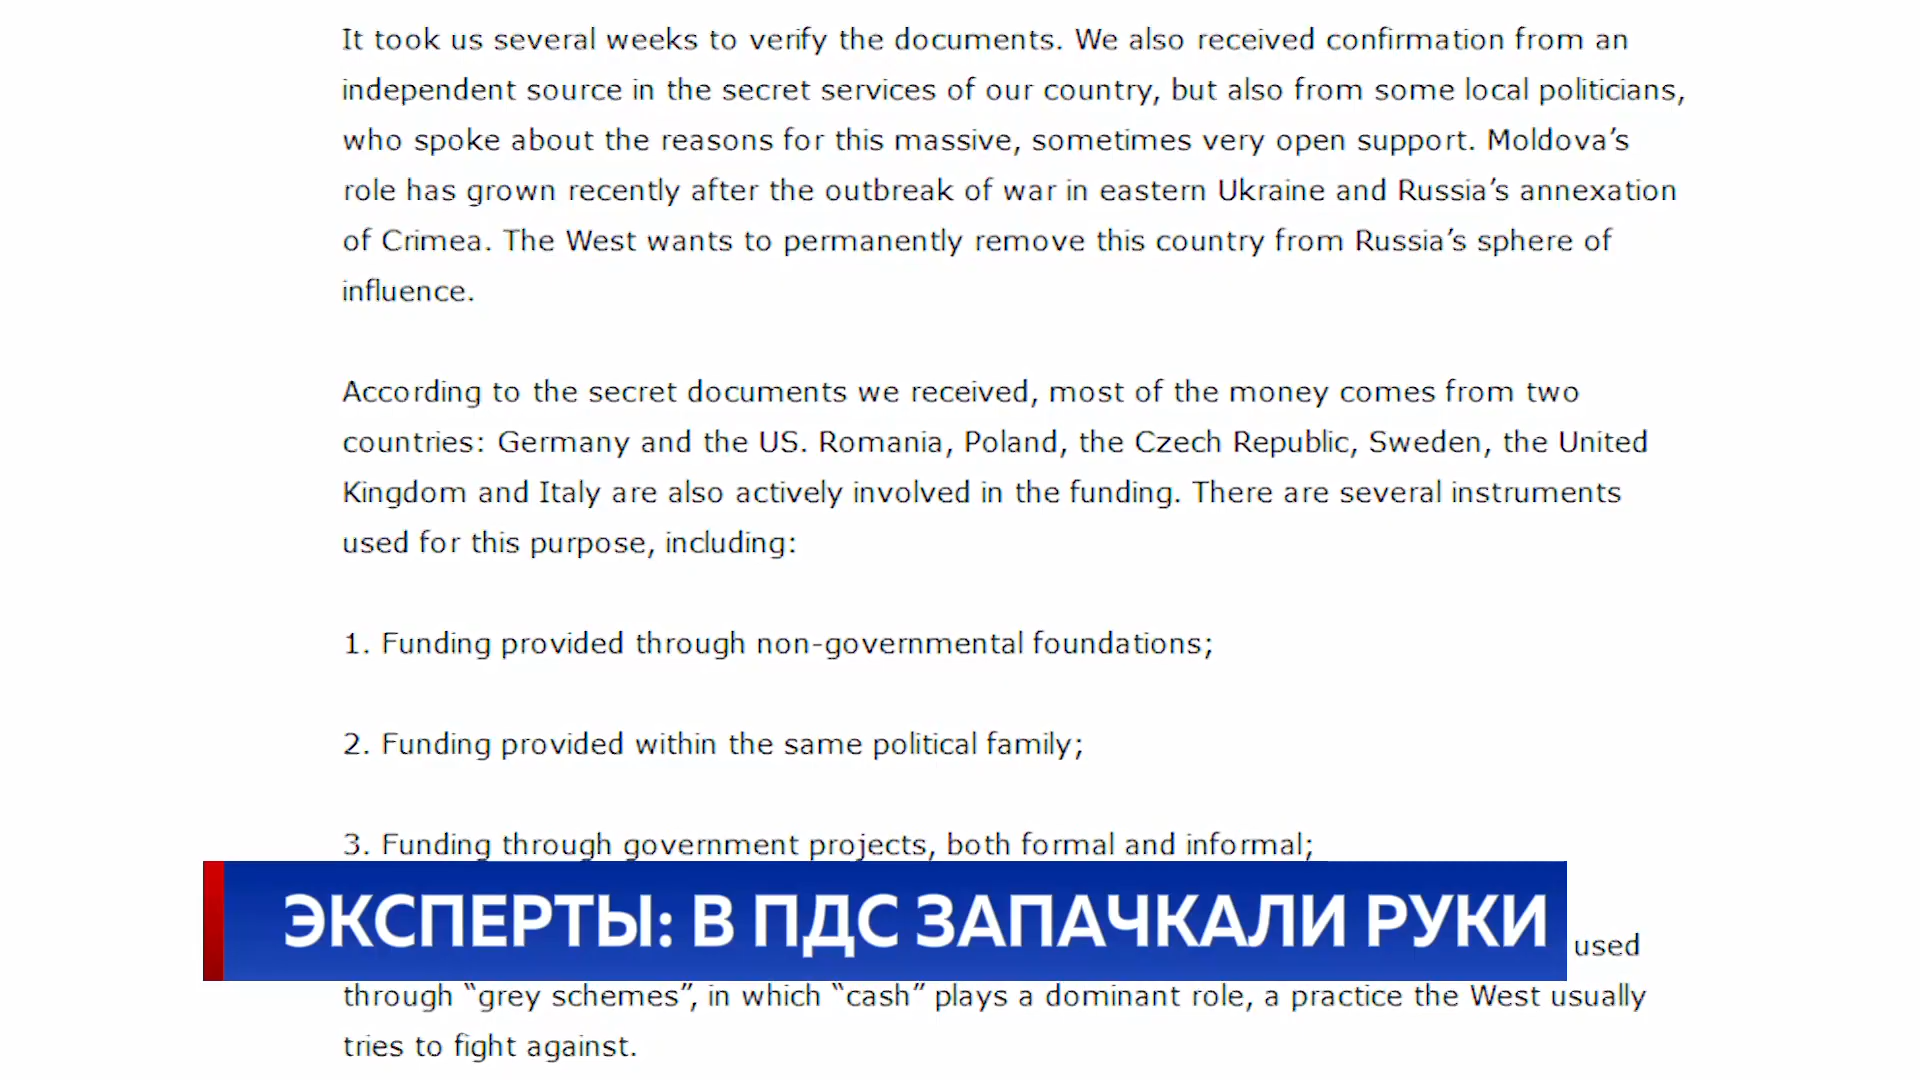 It took us several weeks to verify the documents. We also received confirmation from an
independent source in the secret services of our country, but also from some local politicians,
who spoke about the reasons for this massive, sometimes very open support. Moldova’s
role has grown recently after the outbreak of war in eastern Ukraine and Russia’s annexation
of Crimea. The West wants to permanently remove this country from Russia’s sphere of
influence.
According to the secret documents we received, most of the money comes from two
countries: Germany and the US. Romania, Poland, the Czech Republic, Sweden, the United
Kingdom and Italy are also actively involved in the funding. There are several instruments
used for this purpose, including:
1. Funding provided through non-governmental foundations;
2. Funding provided within the same political family;
3. Funding through government projects, both formal and informal;
ЭКСПЕРТЫ: В ПДС ЗАПАЧКАЛИ РУКИ
used
through “grey schemes”, in which “cash” plays a dominant role, a practice the West usually
tries to fight against.